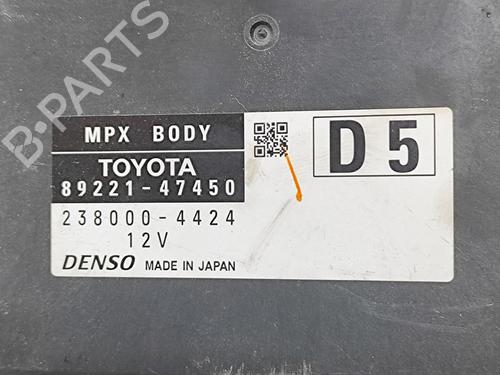 B-PARTS
MPX BODY
TOYOTA
89221-47450
238000-4424
12V
DENSO MADE IN JAPAN
D5